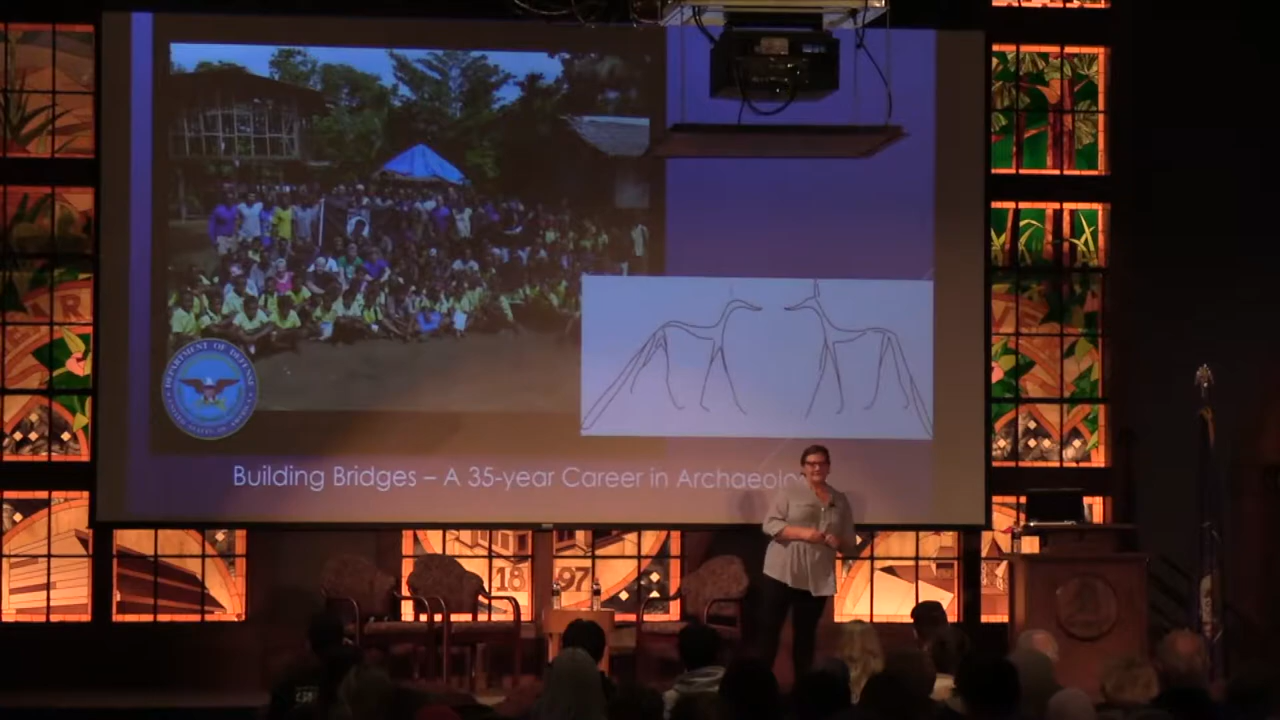 DEPARTMENT OF DEFENSE
UNITED STATES OF AMERICA
Building Bridges – A 35-year Career in Archaeolo
18 97